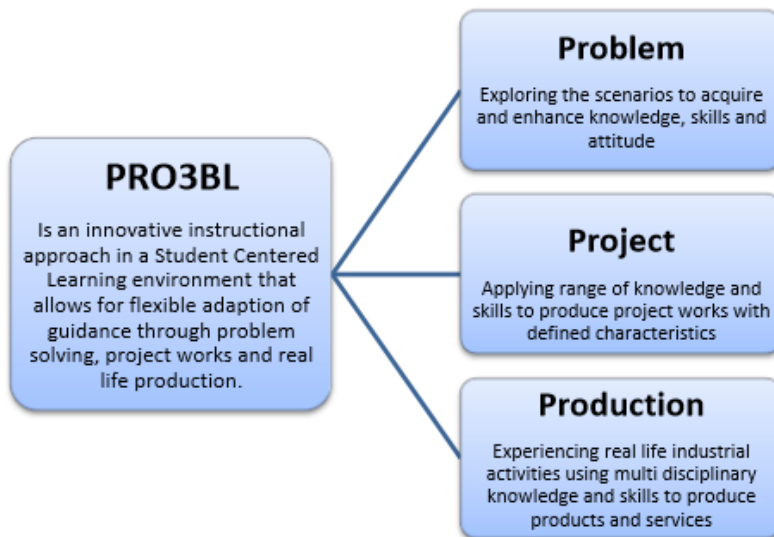 PRO3BL
Is an innovative instructional
approach in a Student Centered
Learning environment that
allows for flexible adaption of
guidance through problem
solving, project works and real
life production.
Problem
Exploring the scenarios to acquire
and enhance knowledge, skills and
attitude
Project
Applying range of knowledge and
skills to produce project works with
defined characteristics
Production
Experiencing real life industrial
activities using multi disciplinary
knowledge and skills to produce
products and services